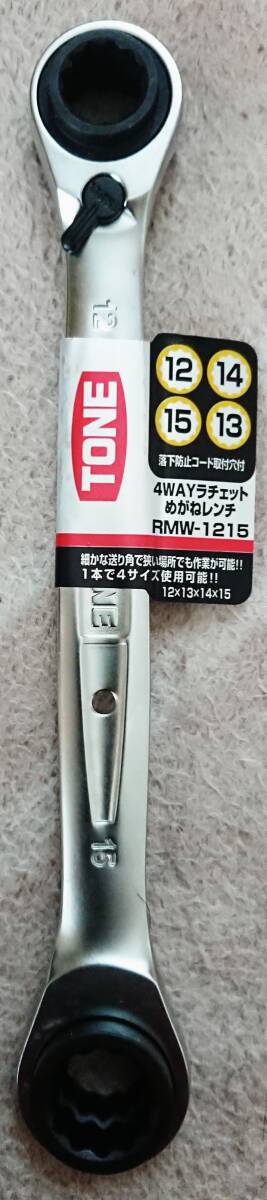 12
TONE
12 14
15 13
落下防止コード取付穴付
4WAYラチェット
めがねレンチ
RMW-1215
細かな送り角で狭い場所でも作業が可能!!
1本で4サイズ使用可能!!
12×13×14×15
NE
15